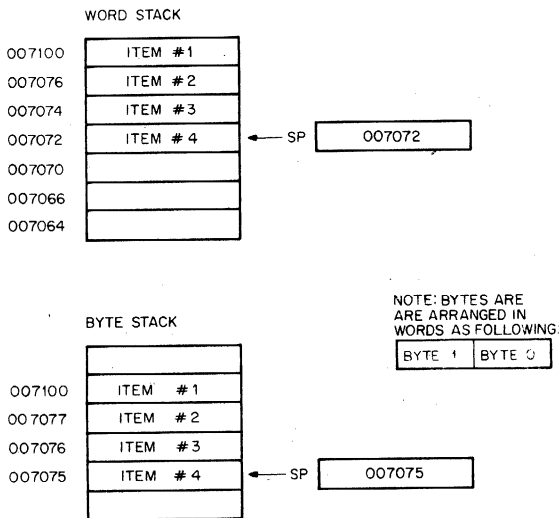 WORD STACK
007100 ITEM #1
007076 ITEM #2
007074 ITEM #3
007072 ITEM #4 SP 007072
007070
007066
007064
NOTE: BYTES ARE
ARE ARRANGED IN
WORDS AS FOLLOWING:
BYTE 1 BYTE 0
BYTE STACK
007100 ITEM #1
007077 ITEM #2
007076 ITEM #3
007075 ITEM #4 SP 007075